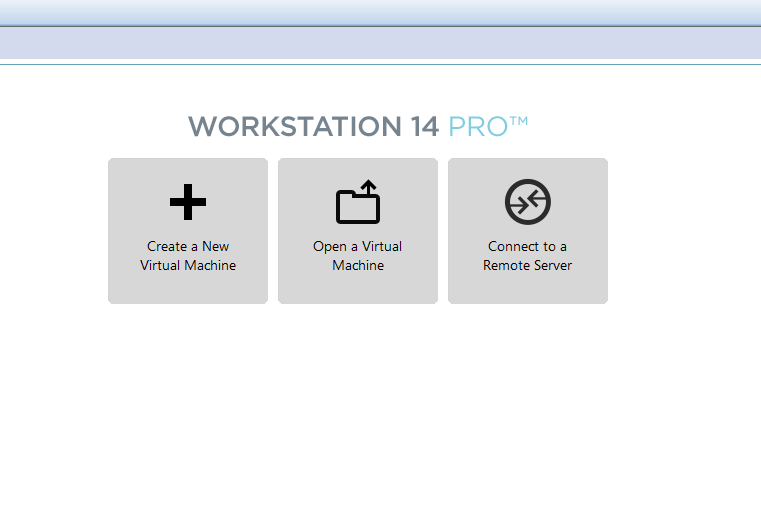 WORKSTATION 14 PRO™
Create a New
Virtual Machine
Open a Virtual
Machine
Connect to a
Remote Server